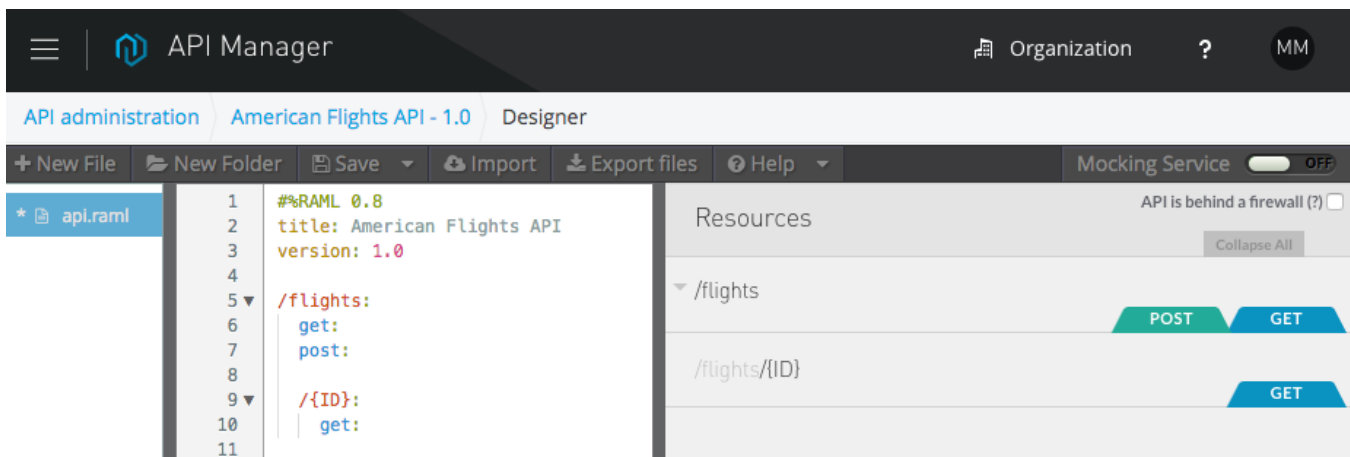 API Manager Organization ? MM
API administration American Flights API - 1.0 Designer
+ New File New Folder Save Import Export files ? Help Mocking Service OFF
* api.raml
1 #%RAML 0.8
2 title: American Flights API
3 version: 1.0
4
5 /flights:
6 get:
7 post:
8
9 /{ID}:
10 get:
11
Resources
API is behind a firewall (?)
Collapse All
/flights
POST GET
/flights/{ID}
GET